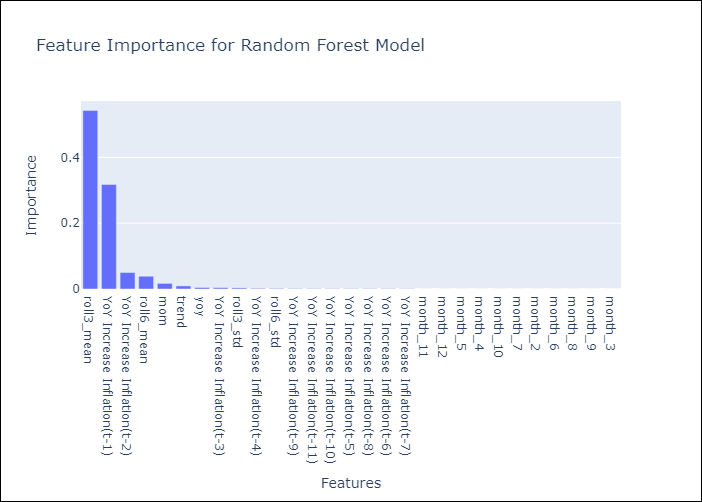 Feature Importance for Random Forest Model
Importance
0.4
0.2
0
roll3_mean
YoY Increase Inflation(t-1)
YoY Increase Inflation(t-2)
roll6_mean
mom
trend
yoy
YoY Increase Inflation(t-3)
roll3_std
YoY Increase Inflation(t-4)
roll6_std
YoY Increase Inflation(t-9)
YoY Increase Inflation(t-11)
YoY Increase Inflation(t-10)
YoY Increase Inflation(t-5)
YoY Increase Inflation(t-8)
YoY Increase Inflation(t-6)
YoY Increase Inflation(t-7)
month_11
month_12
month_5
month_4
month_10
month_7
month_2
month_6
month_8
month_9
month_3
Features